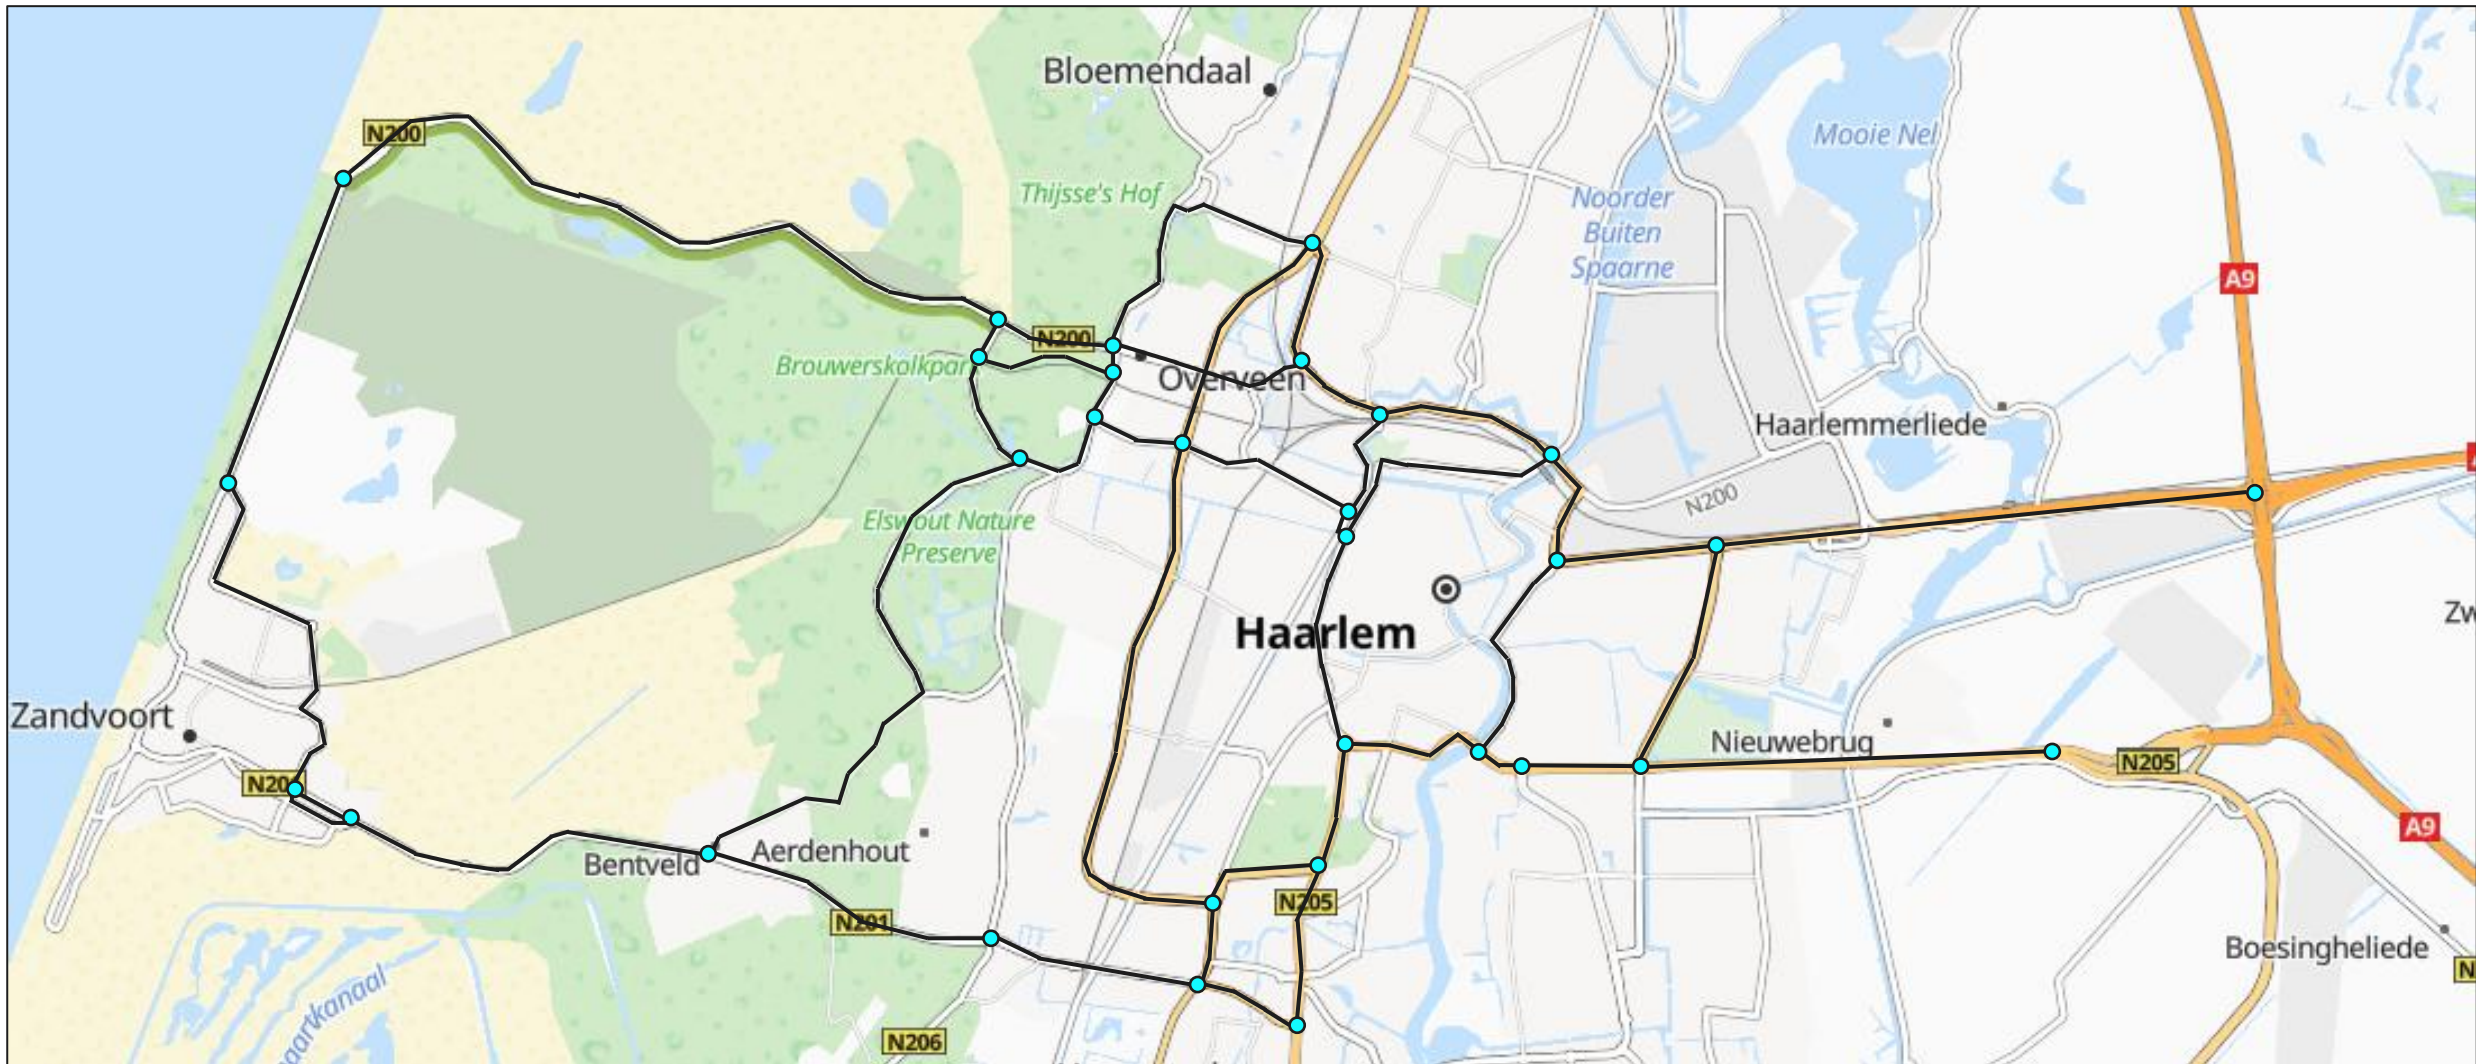 Bloemendaal
N200
Mooie Nel
Thijsse's Hof
Noorder
Buiten
Spaarne
A9
N200
Brouwerskolkpar
Overveen
Haarlemmerliede
N200
Elswout Nature
Preserve
Haarlem
Zandvoort
Nieuwebrug
N205
A9
Bentveld
Aerdenhout
N201
N205
Boesingheliede
N206